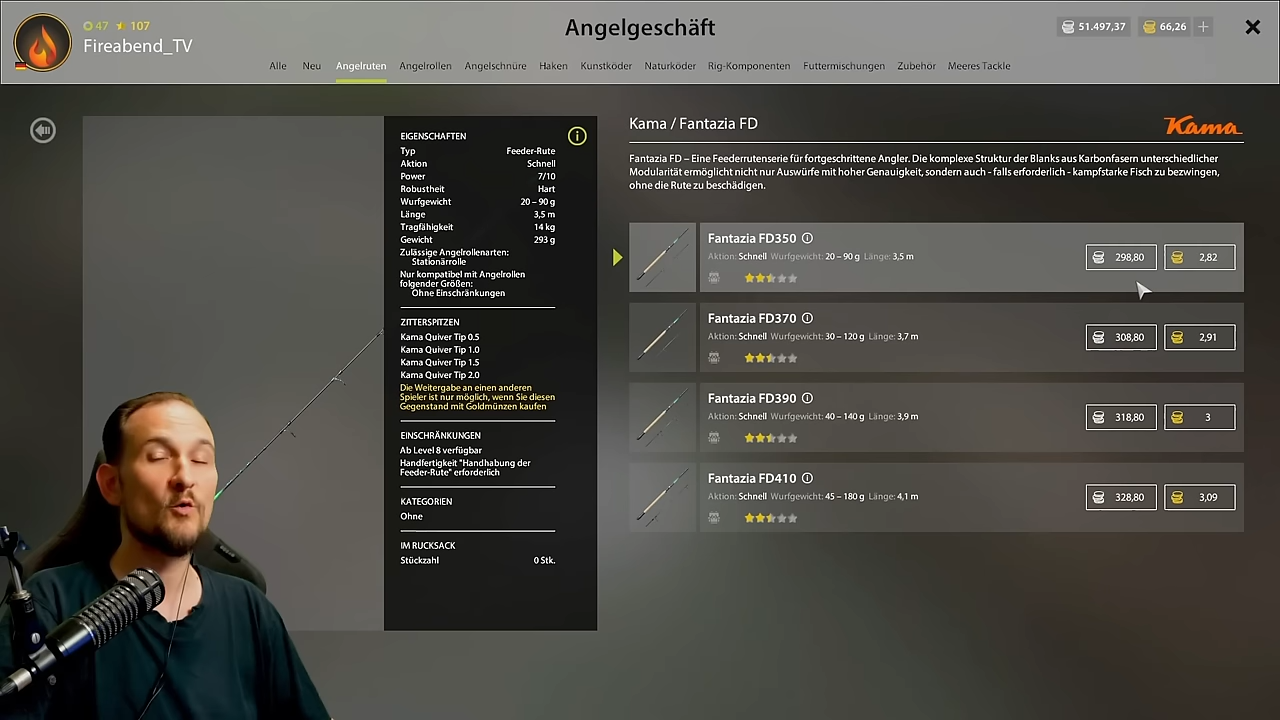 47 107
Fireabend_TV
Angelgeschäft
51.497,37 66,26 +
Alle Neu Angelruten Angelrollen Angelschnüre Haken Kunstköder Naturköder Rig-Komponenten Futtermischungen Zubehör Meeres Tackle
EIGENSCHAFTEN
Typ Feeder-Rute
Aktion Schnell
Power 7/10
Robustheit Hart
Wurfgewicht 20 – 90 g
Länge 3,5 m
Tragfähigkeit 14 kg
Gewicht 293 g
Zulässige Angelrollenarten:
Stationärrolle
Nur kompatibel mit Angelrollen
folgender Größen:
Ohne Einschränkungen
ZITTERSPITZEN
Kama Quiver Tip 0.5
Kama Quiver Tip 1.0
Kama Quiver Tip 1.5
Kama Quiver Tip 2.0
Die Weitergabe an einen anderen
Spieler ist nur möglich, wenn Sie diesen
Gegenstand mit Goldmünzen kaufen
EINSCHRÄNKUNGEN
Ab Level 8 verfügbar
Handfertigkeit "Handhabung der
Feeder-Rute" erforderlich
KATEGORIEN
Ohne
IM RUCKSACK
Stückzahl 0 Stk.
Kama / Fantazia FD
Kama
Fantazia FD – Eine Feederrutenserie für fortgeschrittene Angler. Die komplexe Struktur der Blanks aus Karbonfasern unterschiedlicher
Modularität ermöglicht nicht nur Auswürfe mit hoher Genauigkeit, sondern auch - falls erforderlich - kampfstarke Fisch zu bezwingen,
ohne die Rute zu beschädigen.
Fantazia FD350
Aktion: Schnell Wurfgewicht: 20 – 90 g Länge: 3,5 m
298,80 2,82
Fantazia FD370
Aktion: Schnell Wurfgewicht: 30 – 120 g Länge: 3,7 m
308,80 2,91
Fantazia FD390
Aktion: Schnell Wurfgewicht: 40 – 140 g Länge: 3,9 m
318,80 3
Fantazia FD410
Aktion: Schnell Wurfgewicht: 45 – 180 g Länge: 4,1 m
328,80 3,09